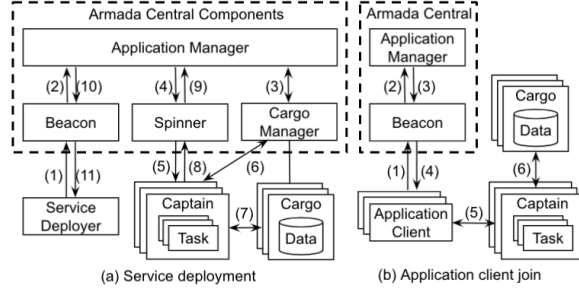 Armada Central Components
Application Manager
(2)
(10)
(4)
(9)
(3)
Beacon
Spinner
Cargo
Manager
(1)
(11)
(5)
(8)
(6)
Service
Deployer
Captain
Task
(7)
Cargo
Data
(a) Service deployment
Armada Central
Application
Manager
(2)
(3)
Beacon
Cargo
Data
(1)
(4)
(6)
Application
Client
(5)
Captain
Task
(b) Application client join